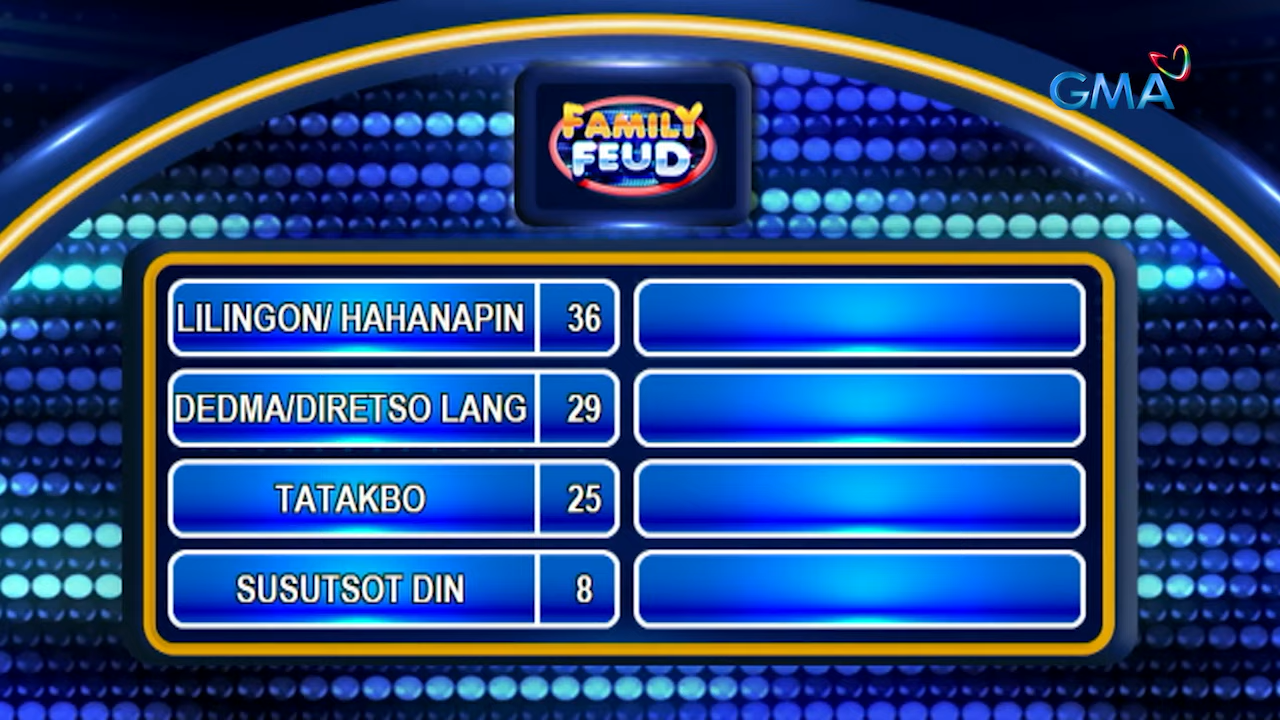 GMA
FAMILY
FEUD
LILINGON/ HAHANAPIN 36
DEDMA/DIRETSO LANG 29
TATAKBO 25
SUSUTSOT DIN 8